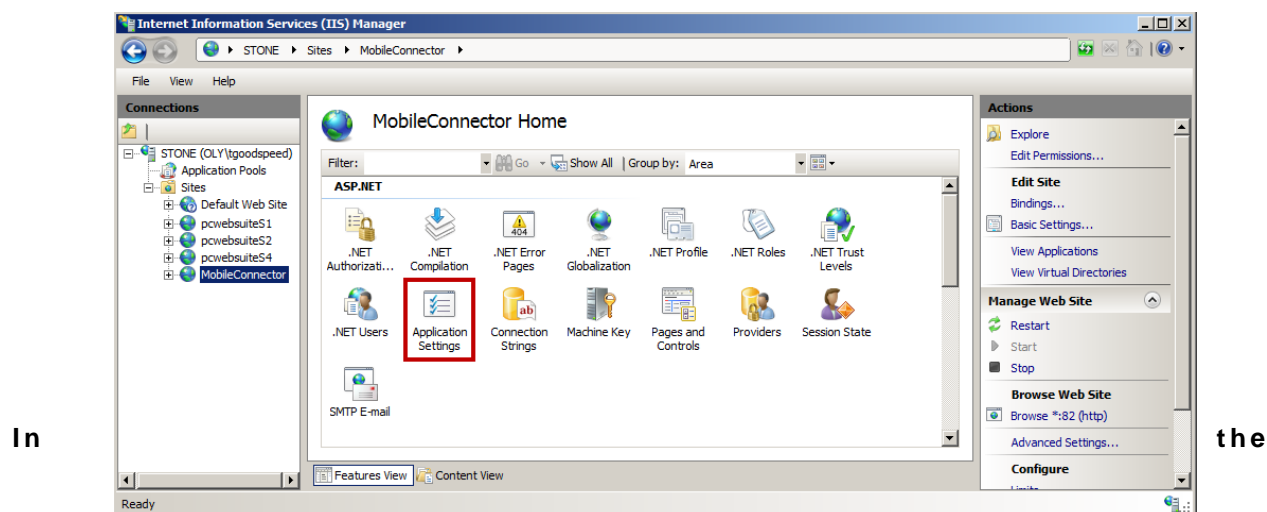 Internet Information Services (IIS) Manager
STONE
Sites
MobileConnector
File View Help
Connections
STONE (OLY\tgoodspeed)
Application Pools
Sites
Default Web Site
pcwebsuiteS1
pcwebsuiteS2
pcwebsuiteS4
MobileConnector
MobileConnector Home
Filter: Go Show All Group by: Area
ASP.NET
.NET Authorizati...
.NET Compilation
.NET Error Pages
.NET Globalization
.NET Profile
.NET Roles
.NET Trust Levels
.NET Users
Application Settings
Connection Strings
Machine Key
Pages and Controls
Providers
Session State
SMTP E-mail
Features View Content View
Actions
Explore
Edit Permissions...
Edit Site
Bindings...
Basic Settings...
View Applications
View Virtual Directories
Manage Web Site
Restart
Start
Stop
Browse Web Site
Browse *:82 (http)
Advanced Settings...
Configure
Ready
In the